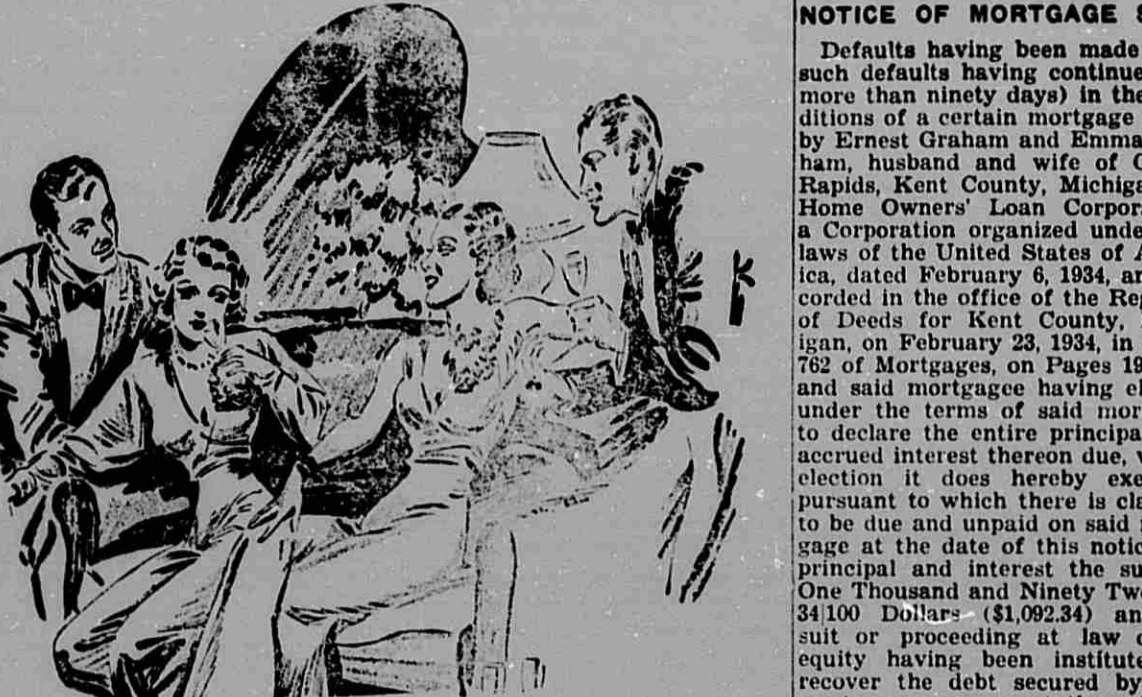 NOTICE OF MORTGAGE
Defaults having been made
such defaults having continue
more than ninety days) in the
ditions of a certain mortgage
by Ernest Graham and Emma
ham, husband and wife of
Rapids, Kent County, Michiga
Home Owners' Loan Corpor
a Corporation organized unde
laws of the United States of A
ica, dated February 6, 1934, an
corded in the office of the Re
of Deeds for Kent County,
igan, on February 23, 1934, in
762 of Mortgages, on Pages 19
and said mortgagee having e
under the terms of said mor
to declare the entire principa
accrued interest thereon due,
election it does hereby exe
pursuant to which there is cla
to be due and unpaid on said
gage at the date of this notic
principal and interest the su
One Thousand and Ninety Tw
34|100 Dollars ($1,092.34) an
suit or proceeding at law o
equity having been institute
recover the debt secured by